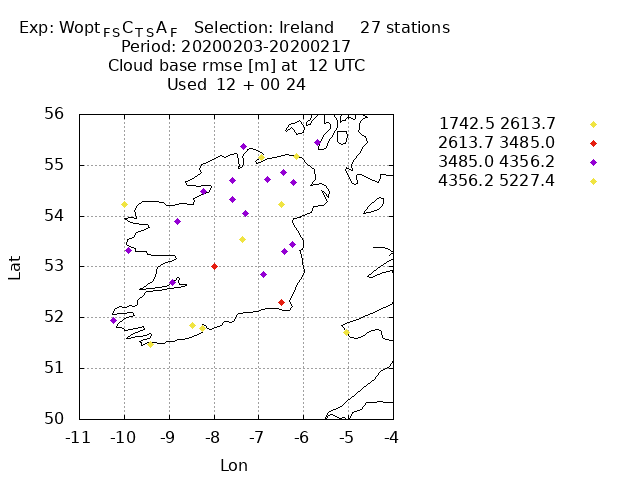 Exp: Wopt FS C TS A F Selection: Ireland 27 stations
Period: 20200203-20200217
Cloud base rmse [m] at 12 UTC
Used 12 + 00 24
1742.5 2613.7
2613.7 3485.0
3485.0 4356.2
4356.2 5227.4
56
55
54
53
52
51
50
Lat
-11 -10 -9 -8 -7 -6 -5 -4
Lon